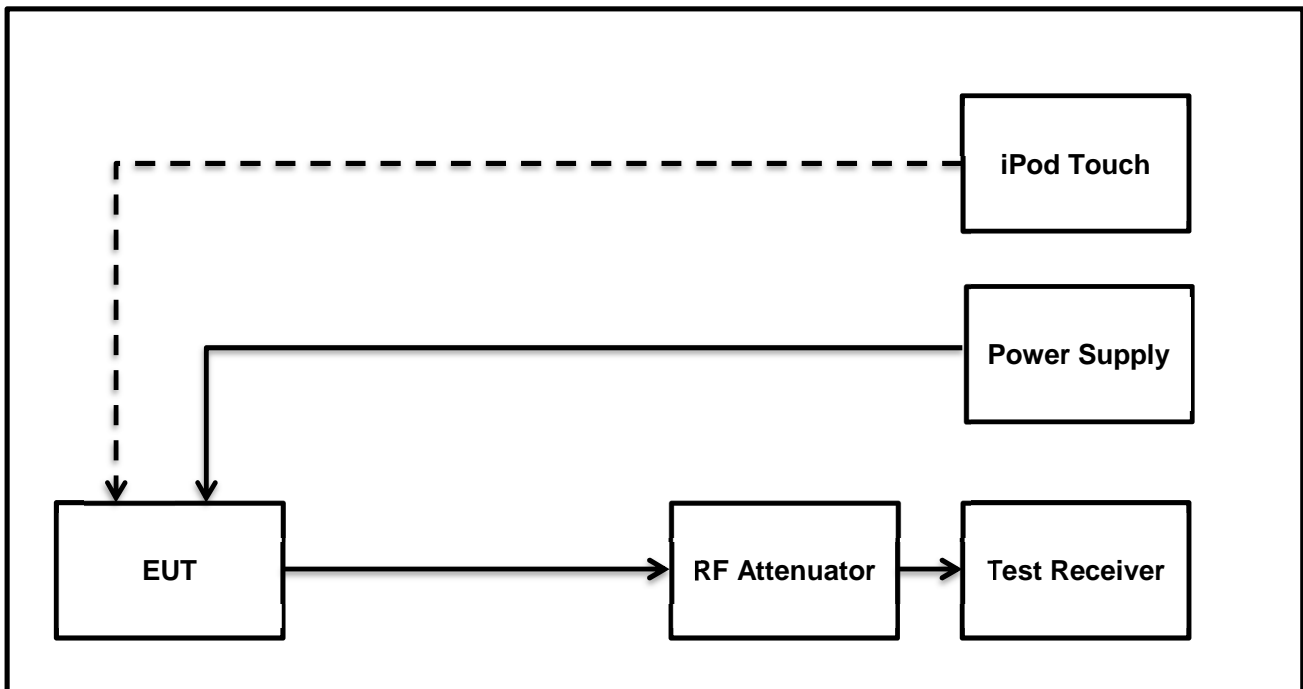 iPod Touch
Power Supply
EUT
RF Attenuator
Test Receiver